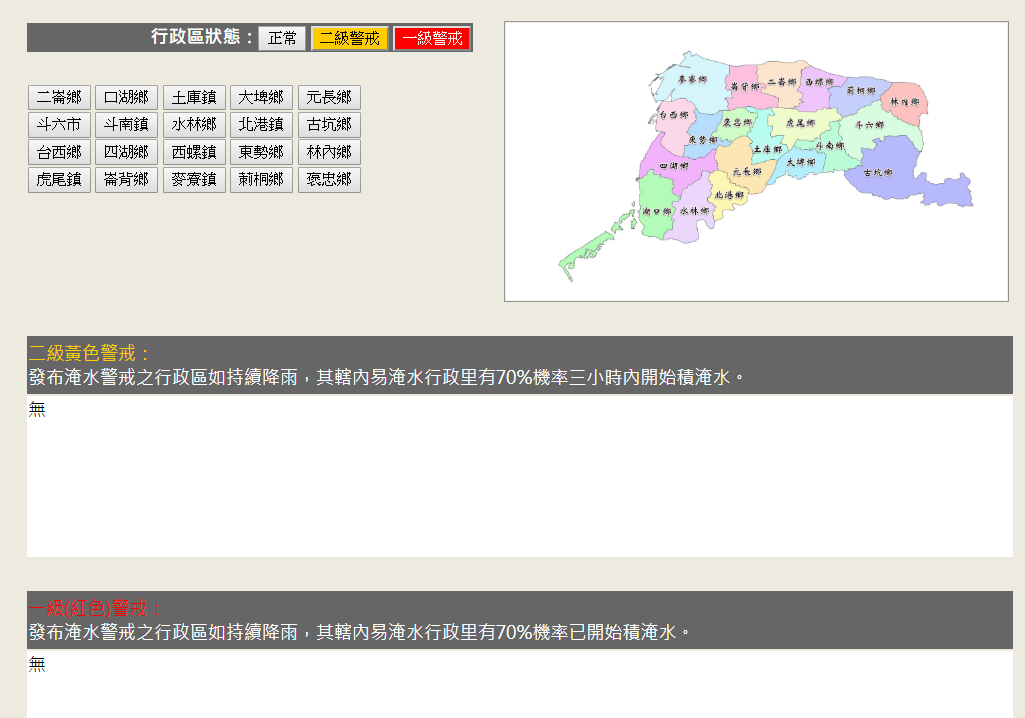 行政區狀態： 正常 二級警戒 一級警戒
二崙鄉 口湖鄉 土庫鎮 大埤鄉 元長鄉
斗六市 斗南鎮 水林鄉 北港鎮 古坑鄉
台西鄉 四湖鄉 西螺鎮 東勢鄉 林內鄉
虎尾鎮 崙背鄉 麥寮鎮 莿桐鄉 褒忠鄉
麥寮鄉
崙背鄉
二崙鄉
西螺鄉
莿桐鄉
林內鄉
台西鄉
東勢鄉
褒忠鄉
虎尾鄉
斗六鄉
土庫鄉
斗南鄉
大埤鄉
四湖鄉
元長鄉
古坑鄉
北港鄉
湖口鄉
水林鄉
二級黃色警戒：
發布淹水警戒之行政區如持續降雨，其轄內易淹水行政里有70%機率三小時內開始積淹水。
無
一級(紅色)警戒：
發布淹水警戒之行政區如持續降雨，其轄內易淹水行政里有70%機率已開始積淹水。
無